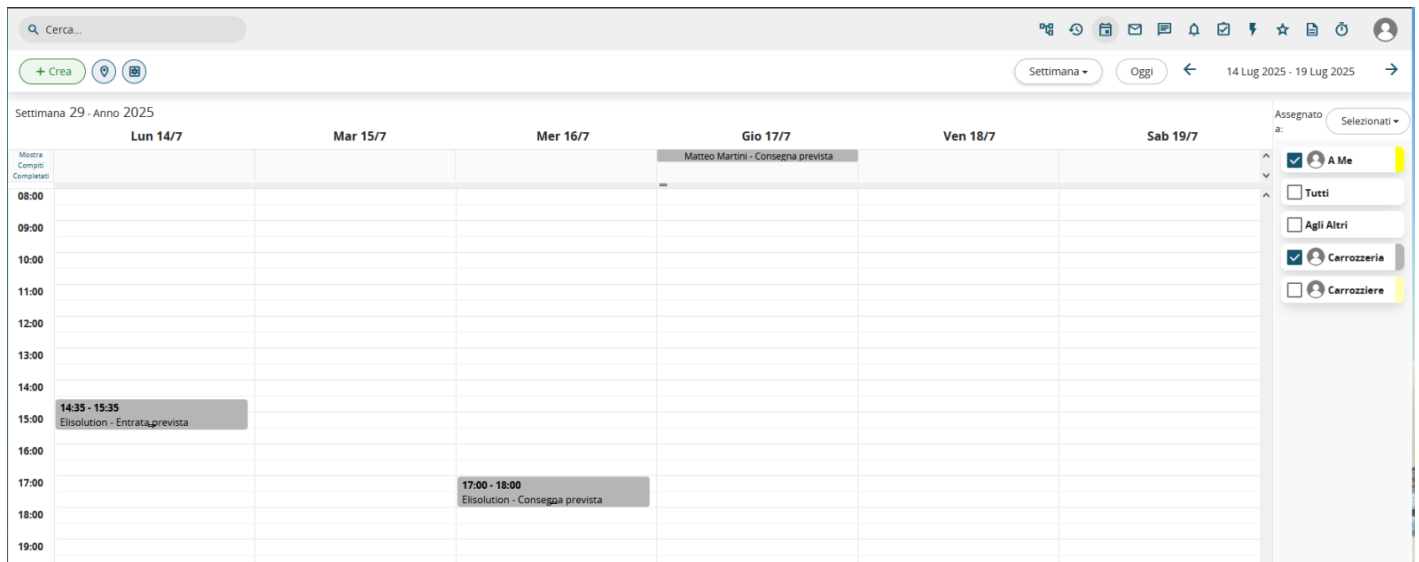 Cerca...
+ Crea
Settimana
Oggi
14 Lug 2025 - 19 Lug 2025
Settimana 29 - Anno 2025
Lun 14/7
Mar 15/7
Mer 16/7
Gio 17/7
Ven 18/7
Sab 19/7
Assegnato a:
Selezionati
Mostra
Compiti
Completati
Matteo Martini - Consegna prevista
A Me
Tutti
Agli Altri
Carrozzeria
Carrozziere
08:00
09:00
10:00
11:00
12:00
13:00
14:00
14:35 - 15:35
Elisolution - Entrata prevista
15:00
16:00
17:00
17:00 - 18:00
Elisolution - Consegna prevista
18:00
19:00